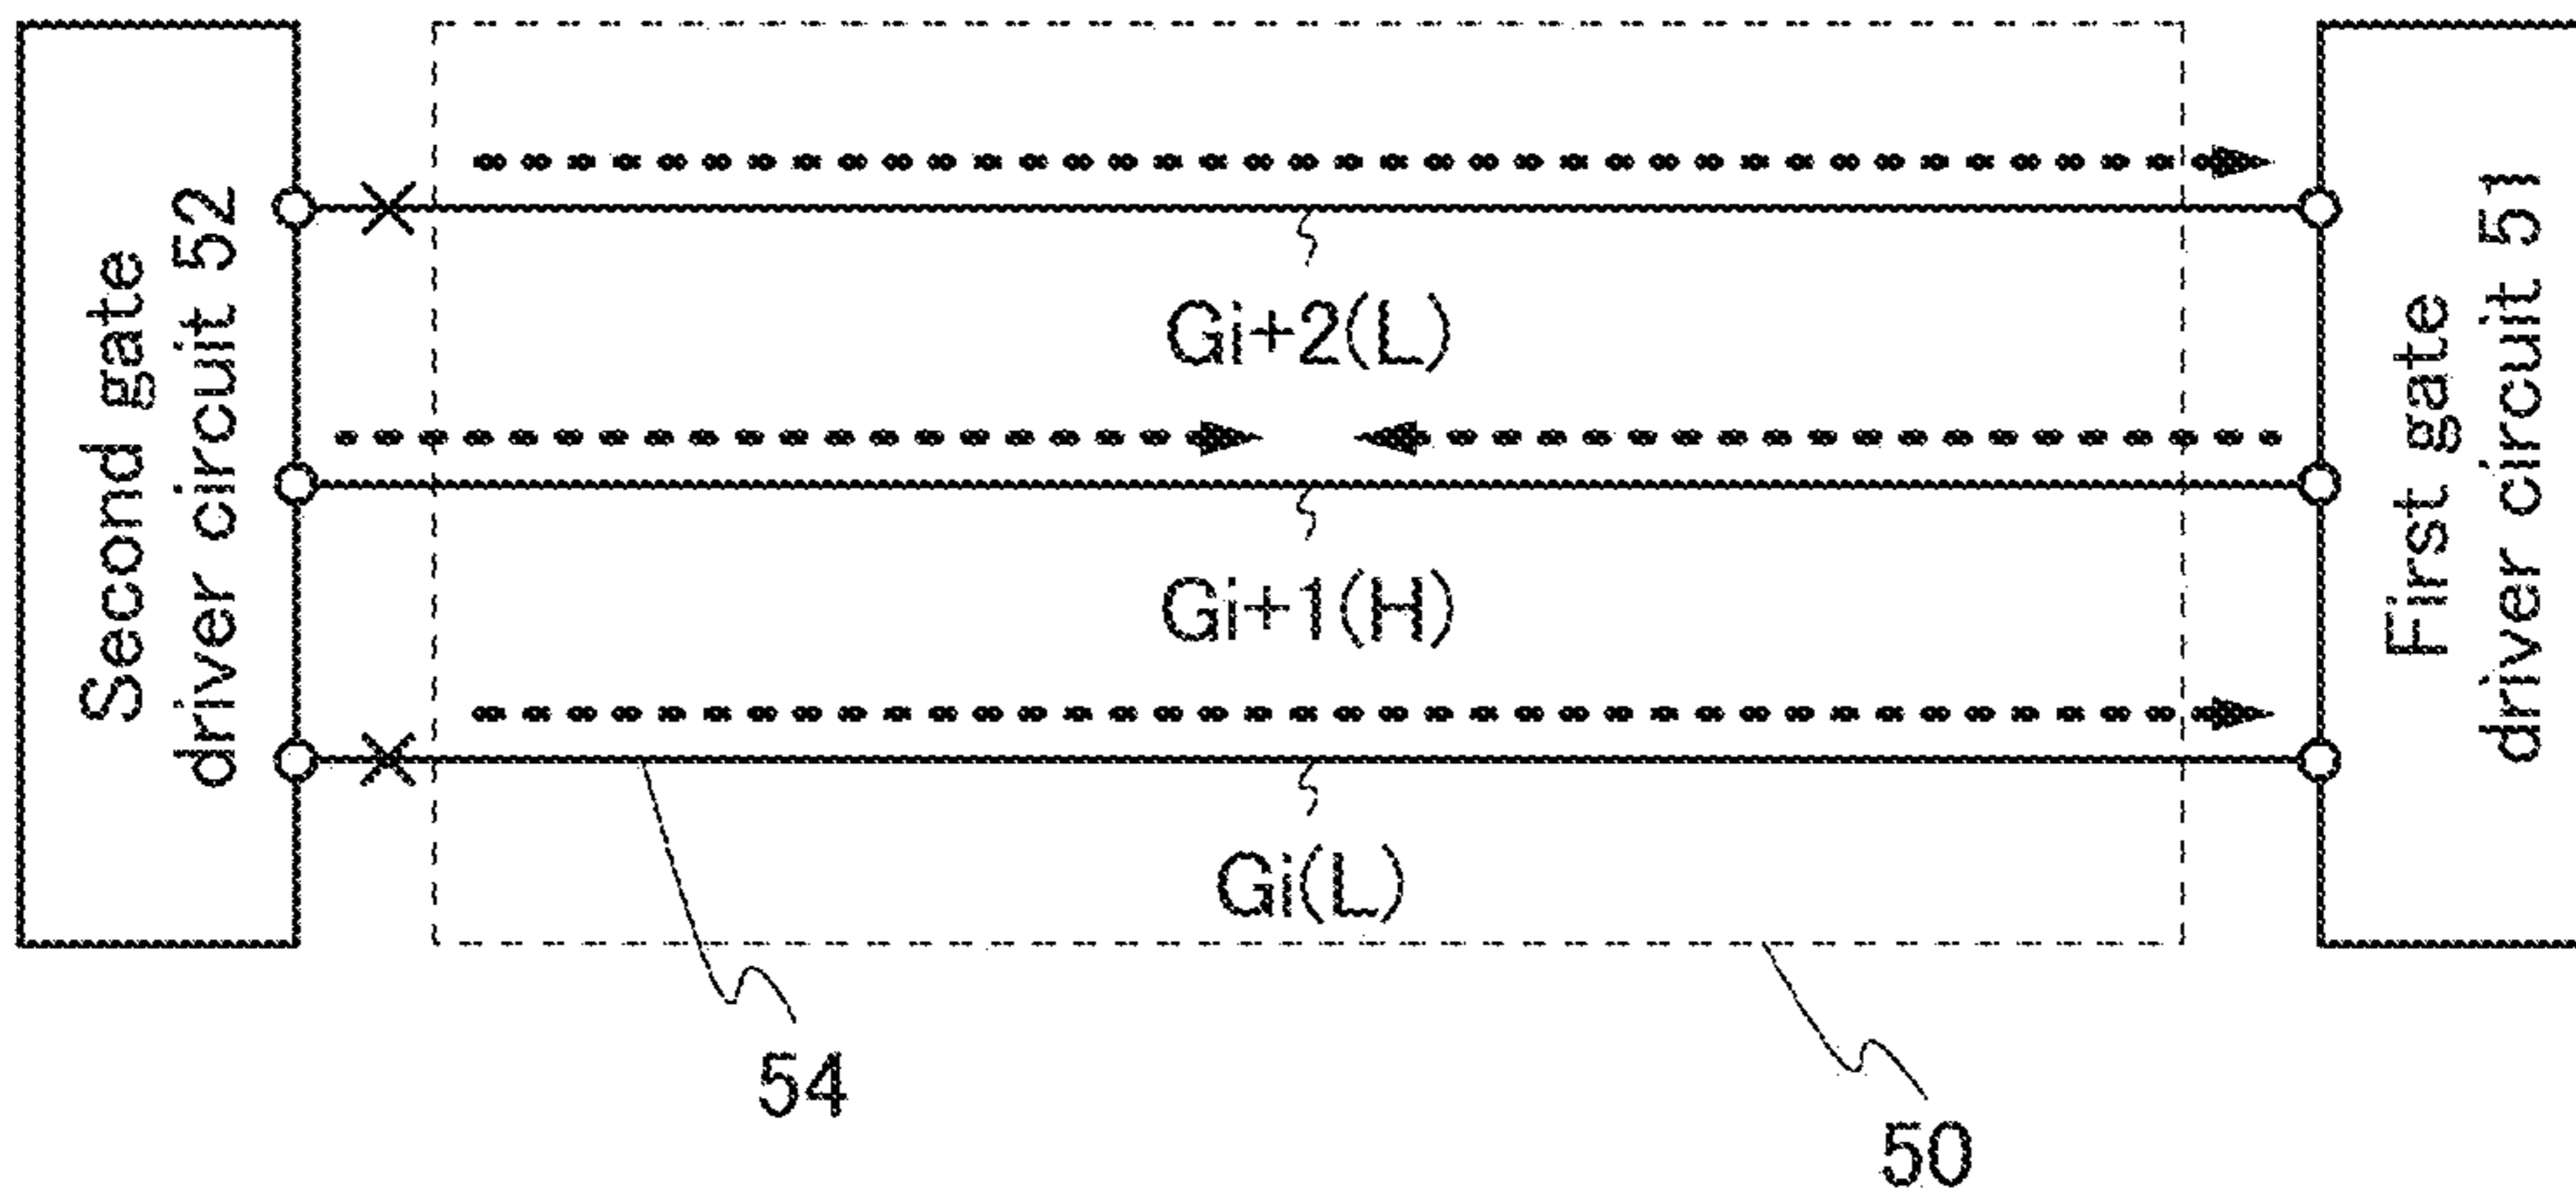 Second gate
driver circuit 52
Gi+2(L)
Gi+1(H)
Gi(L)
First gate
driver circuit 51
54
50